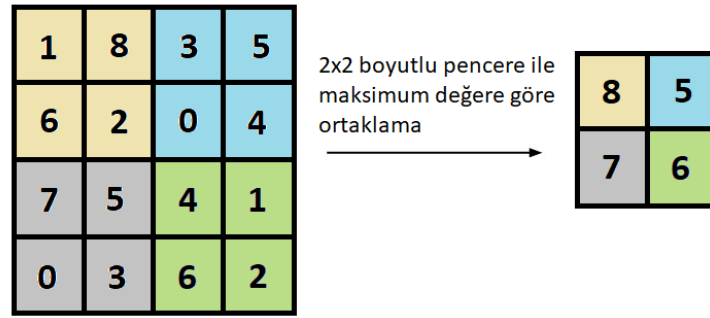 1 8 3 5
6 2 0 4
7 5 4 1
0 3 6 2
2x2 boyutlu pencere ile
maksimum değere göre
ortaklama
8 5
7 6